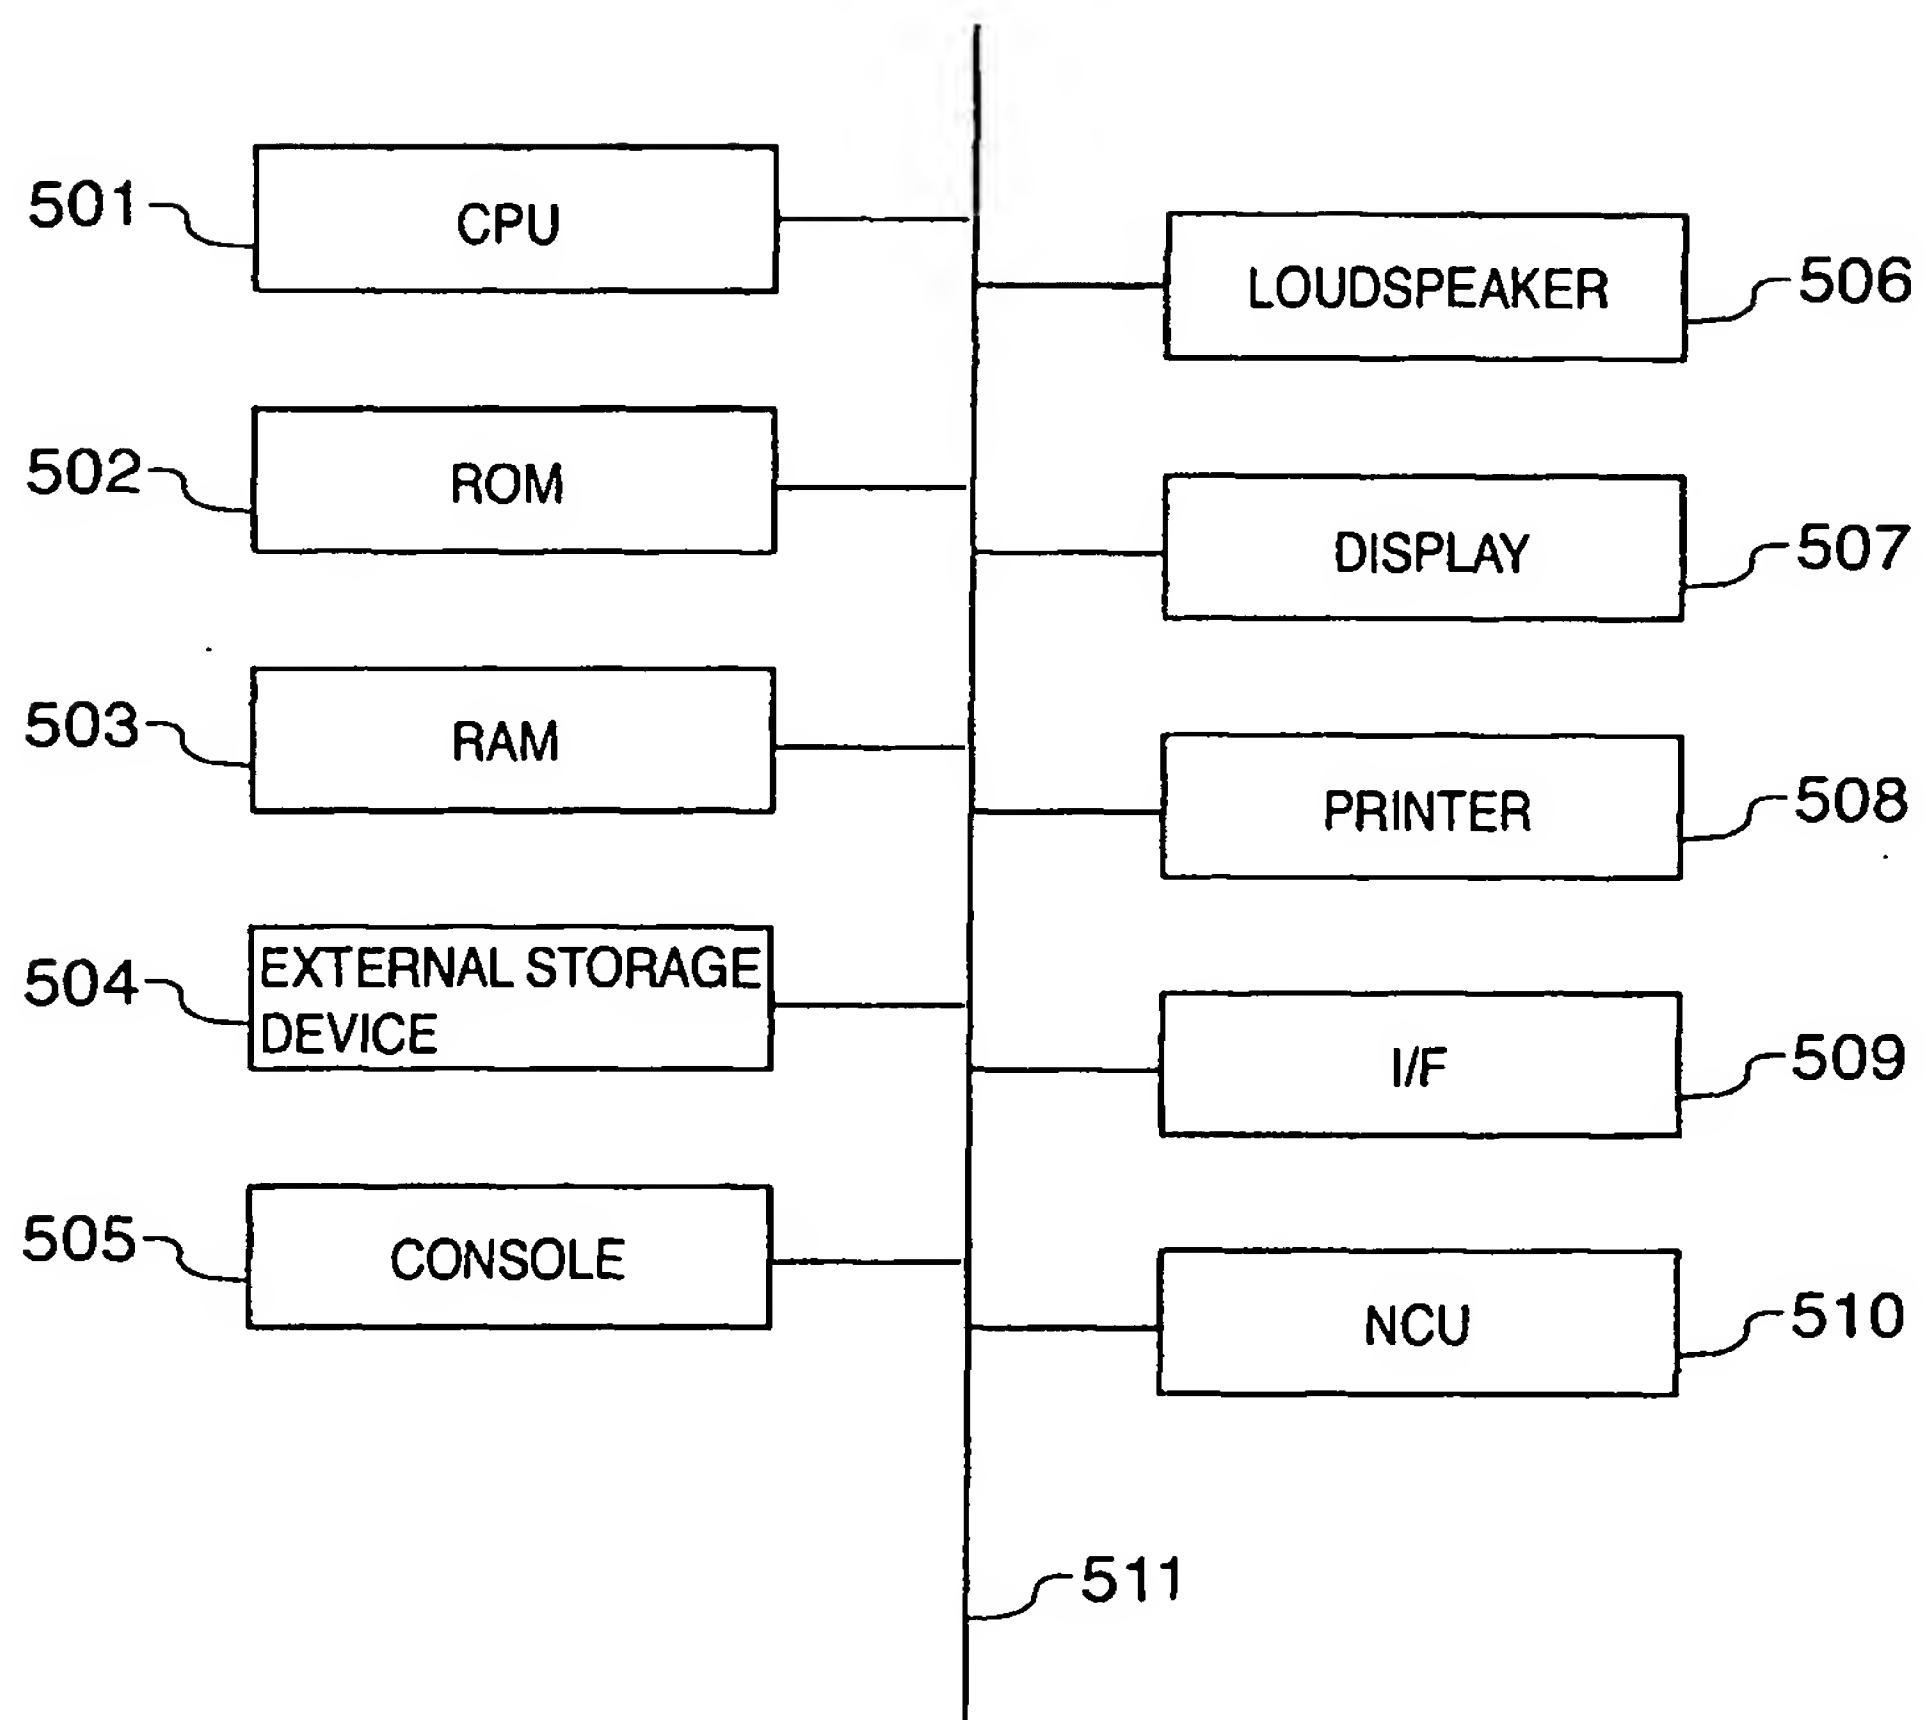 501
CPU
502
ROM
503
RAM
504
EXTERNAL STORAGE
DEVICE
505
CONSOLE
LOUDSPEAKER
506
DISPLAY
507
PRINTER
508
I/F
509
NCU
510
511